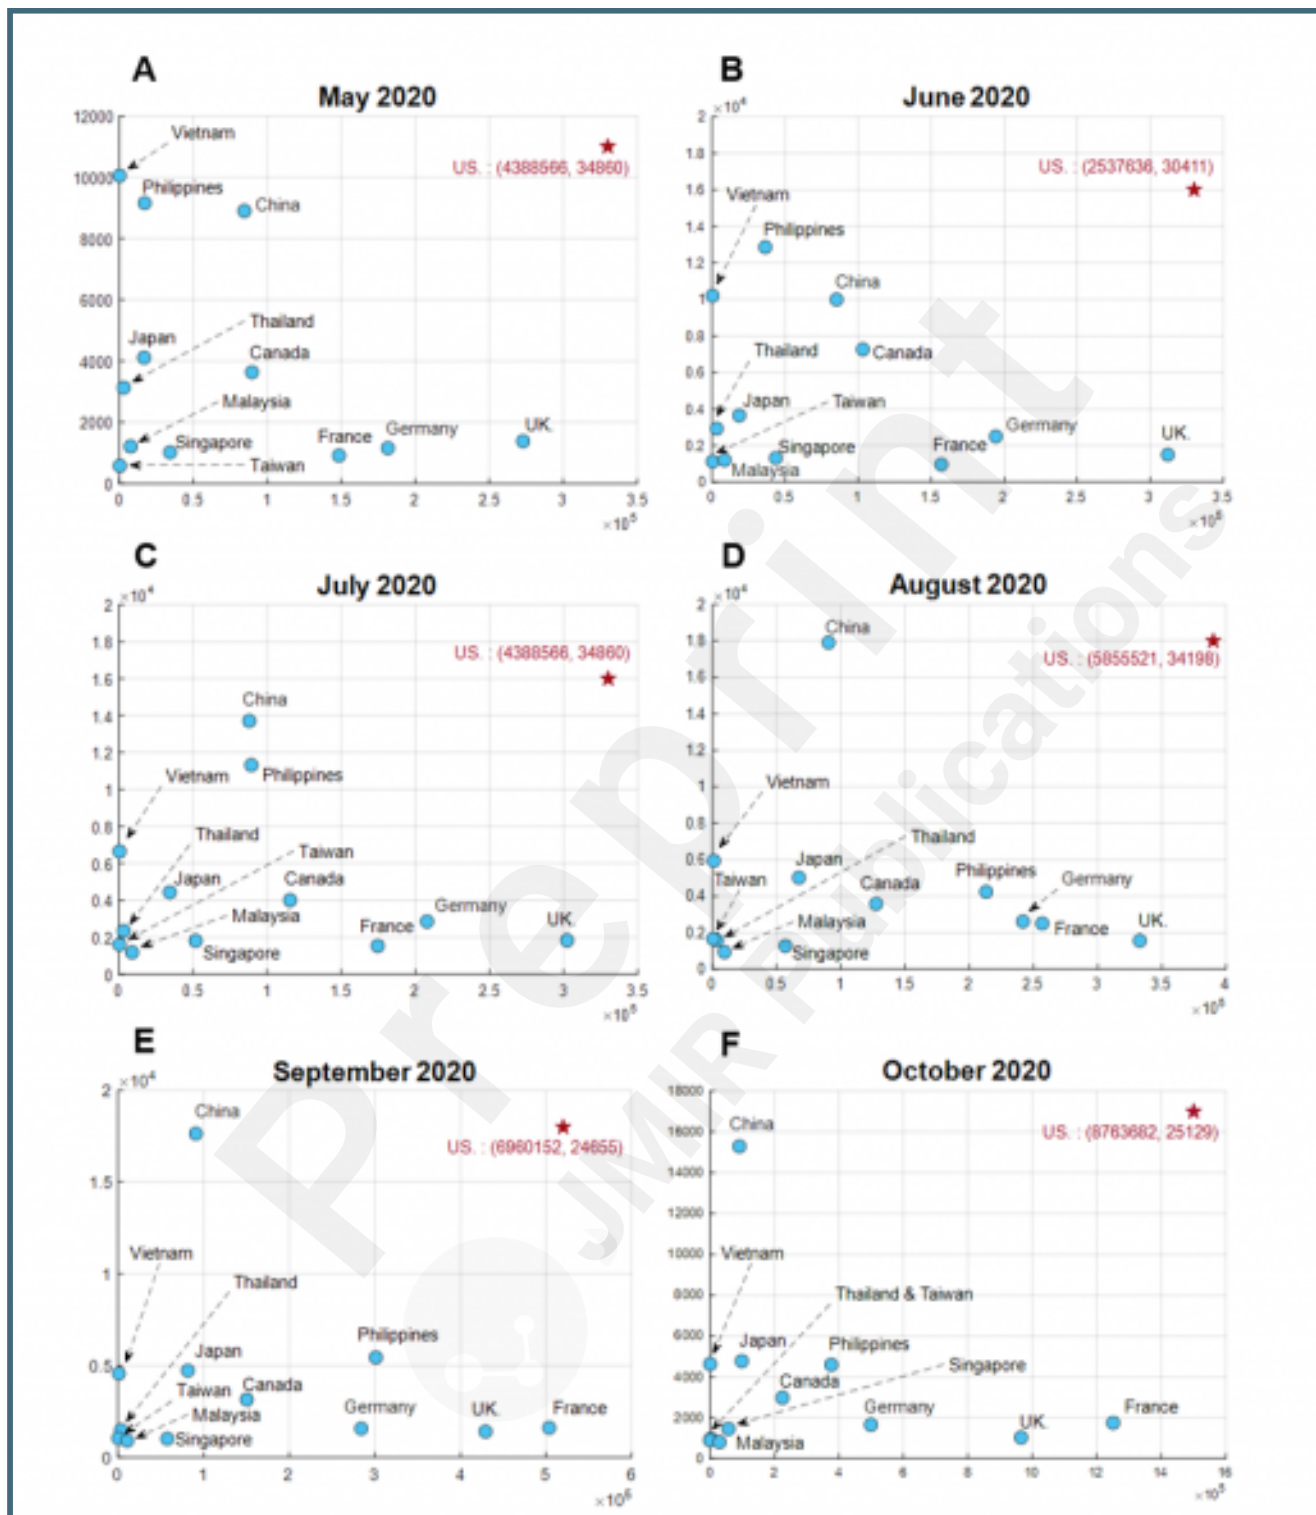 A
May 2020
12000
10000
8000
6000
4000
2000
0
Vietnam
Philippines
China
US. : (4388566, 34860)
Thailand
Japan
Canada
Malaysia
Singapore
France
Germany
UK.
Taiwan
0 0.5 1 1.5 2 2.5 3 3.5
B
June 2020
×10⁴
2
1.8
1.6
1.4
1.2
1
0.8
0.6
0.4
0.2
0
US. : (2537636, 30411)
Vietnam
Philippines
China
Thailand
Canada
Japan
Taiwan
Germany
Singapore
France
UK.
Malaysia
0 0.5 1 1.5 2 2.5 3 3.5
C
July 2020
×10⁴
2
1.8
1.6
1.4
1.2
1
0.8
0.6
0.4
0.2
0
US. : (4388566, 34860)
China
Vietnam
Philippines
Thailand
Taiwan
Japan
Canada
Malaysia
Germany
France
UK.
Singapore
0 0.5 1 1.5 2 2.5 3 3.5
D
August 2020
×10⁴
2
1.8
1.6
1.4
1.2
1
0.8
0.6
0.4
0.2
0
China
US. : (5855521, 34198)
Vietnam
Thailand
Japan
Philippines
Taiwan
Canada
Germany
Malaysia
France
UK.
Singapore
0 0.5 1 1.5 2 2.5 3 3.5 4
E
September 2020
×10⁴
2
1.5
1
0.5
0
China
US. : (6960152, 24655)
Vietnam
Thailand
Philippines
Japan
Taiwan
Canada
Malaysia
Germany
UK.
France
Singapore
0 1 2 3 4 5 6
F
October 2020
18000
16000
14000
12000
10000
8000
6000
4000
2000
0
China
US. : (8763682, 25129)
Vietnam
Thailand & Taiwan
Japan
Philippines
Singapore
Canada
Germany
France
UK.
Malaysia
0 2 4 6 8 10 12 14 16
Preprint
JMIR Publications